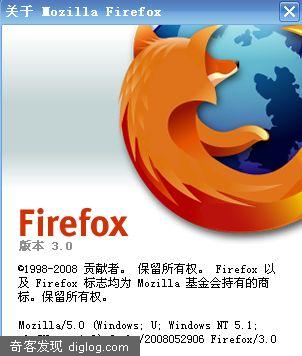 关于 Mozilla Firefox
Firefox
版本 3.0
©1998-2008 贡献者。 保留所有权。 Firefox 以
及 Firefox 标志均为 Mozilla 基金会持有的商
标。保留所有权。
Mozilla/5.0 (Windows; U; Windows NT 5.1;
/2008052906 Firefox/3.0
奇客发现 diglog.com